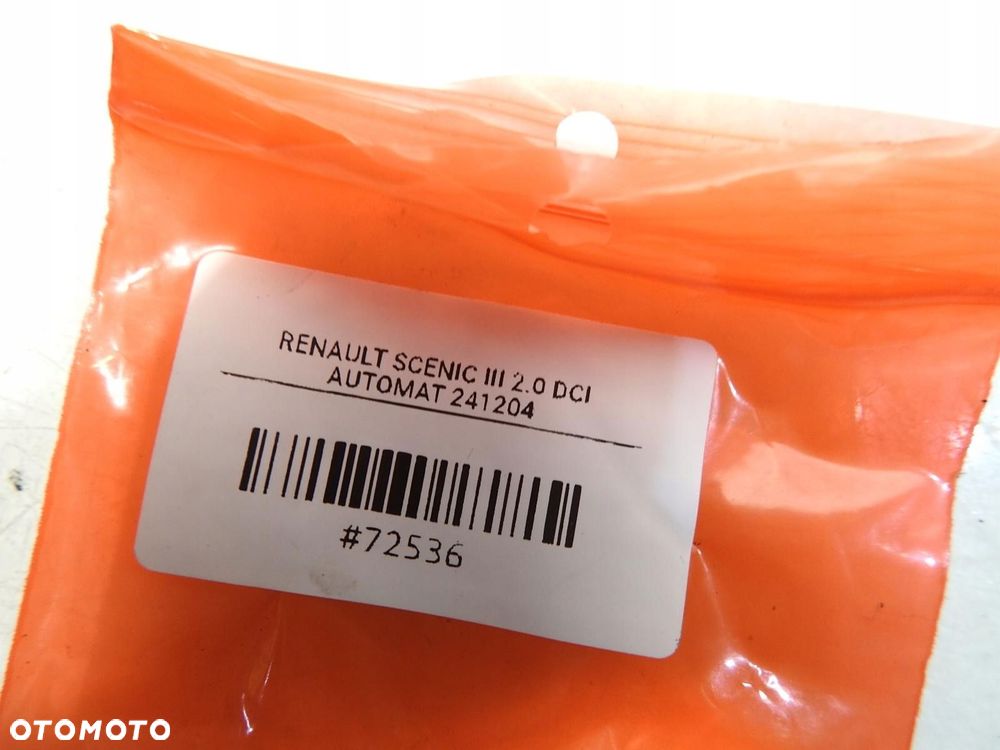 RENAULT SCENIC III 2.0 DCI
AUTOMAT 241204
#72536
OTOMOTO